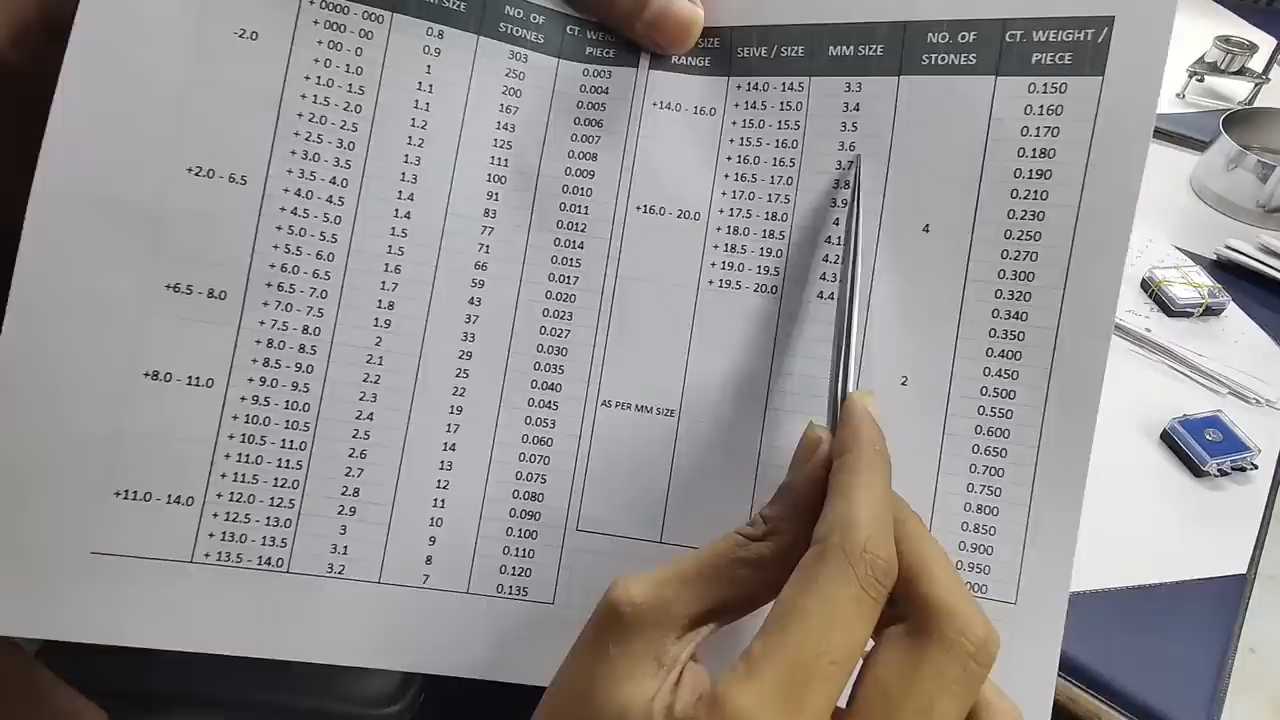 SIZE NO. OF STONES CT. PIECE
+ 0000 - 000 0.8 303 0.003
-2.0 + 000 - 00 0.9 250 0.004
+ 00 - 0 1 200 0.005
+ 0 - 1.0 1.1 167 0.006
+ 1.0 - 1.5 1.1 143 0.007
+ 1.5 - 2.0 1.2 125 0.008
+ 2.0 - 2.5 1.2 111 0.009
+ 2.5 - 3.0 1.3 100 0.010
+ 3.0 - 3.5 1.3 91 0.011
+2.0 - 6.5 + 3.5 - 4.0 1.4 83 0.012
+ 4.0 - 4.5 1.4 77 0.014
+ 4.5 - 5.0 1.5 71 0.015
+ 5.0 - 5.5 1.5 66 0.017
+ 5.5 - 6.0 1.6 59 0.020
+ 6.0 - 6.5 1.7 43 0.023
+6.5 - 8.0 + 6.5 - 7.0 1.8 37 0.027
+ 7.0 - 7.5 1.9 33 0.030
+ 7.5 - 8.0 2 29 0.035
+ 8.0 - 8.5 2.1 25 0.040
+ 8.5 - 9.0 2.2 22 0.045
+8.0 - 11.0 + 9.0 - 9.5 2.3 19 0.053
+ 9.5 - 10.0 2.4 17 0.060
+ 10.0 - 10.5 2.5 14 0.070
+ 10.5 - 11.0 2.6 13 0.075
+ 11.0 - 11.5 2.7 12 0.080
+ 11.5 - 12.0 2.8 11 0.090
+11.0 - 14.0 + 12.0 - 12.5 2.9 10 0.100
+ 12.5 - 13.0 3 9 0.110
+ 13.0 - 13.5 3.1 8 0.120
+ 13.5 - 14.0 3.2 7 0.135
SIZE RANGE SEIVE / SIZE MM SIZE NO. OF STONES CT. WEIGHT / PIECE
+ 14.0 - 14.5 3.3 0.150
+14.0 - 16.0 + 14.5 - 15.0 3.4 0.160
+ 15.0 - 15.5 3.5 0.170
+ 15.5 - 16.0 3.6 0.180
+ 16.0 - 16.5 3.7 0.190
+ 16.5 - 17.0 3.8 0.210
+ 17.0 - 17.5 3.9 0.230
+16.0 - 20.0 + 17.5 - 18.0 4 4 0.250
+ 18.0 - 18.5 4.1 0.270
+ 18.5 - 19.0 4.2 0.300
+ 19.0 - 19.5 4.3 0.320
+ 19.5 - 20.0 4.4 0.340
0.350
0.400
0.450
AS PER MM SIZE 2 0.500
0.550
0.600
0.650
0.700
0.750
0.800
0.850
0.900
0.950